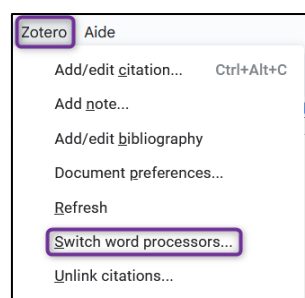 Zotero Aide
Add/edit citation... Ctrl+Alt+C
Add note...
Add/edit bibliography
Document preferences...
Refresh
Switch word processors...
Unlink citations...